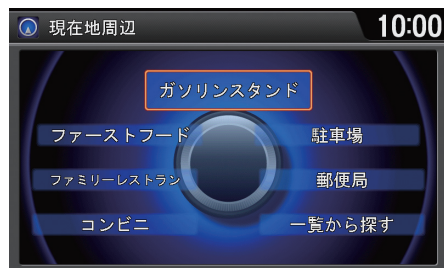 現在地周辺
10:00
ガソリンスタンド
ファーストフード
駐車場
ファミリーレストラン
郵便局
コンビニ
一覧から探す